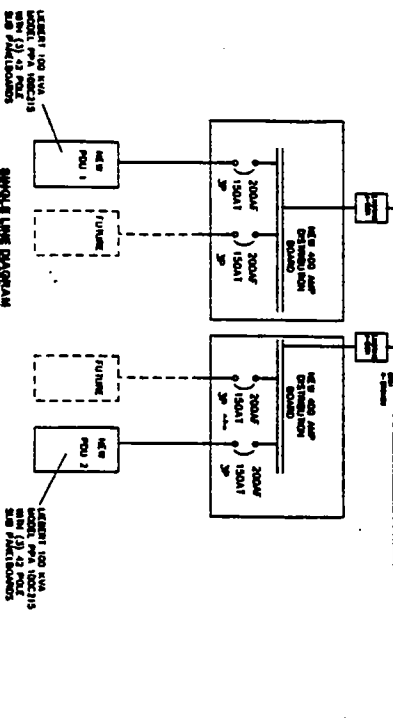 LIEBERT 100 KVA
MODEL PPA 100C215
WITH (3) 42 POLE
SUB PANELBOARDS
NEW
PDU 1
FUTURE
SINGLE LINE DIAGRAM
200AF
150AT
3P
200AF
150AT
3P
NEW 400 AMP
DISTRIBUTION
BOARD
FUTURE
NEW
PDU 2
200AF
150AT
3P
200AF
150AT
3P
NEW 400 AMP
DISTRIBUTION
BOARD
LIEBERT 100 KVA
MODEL PPA 100C215
WITH (3) 42 POLE
SUB PANELBOARDS